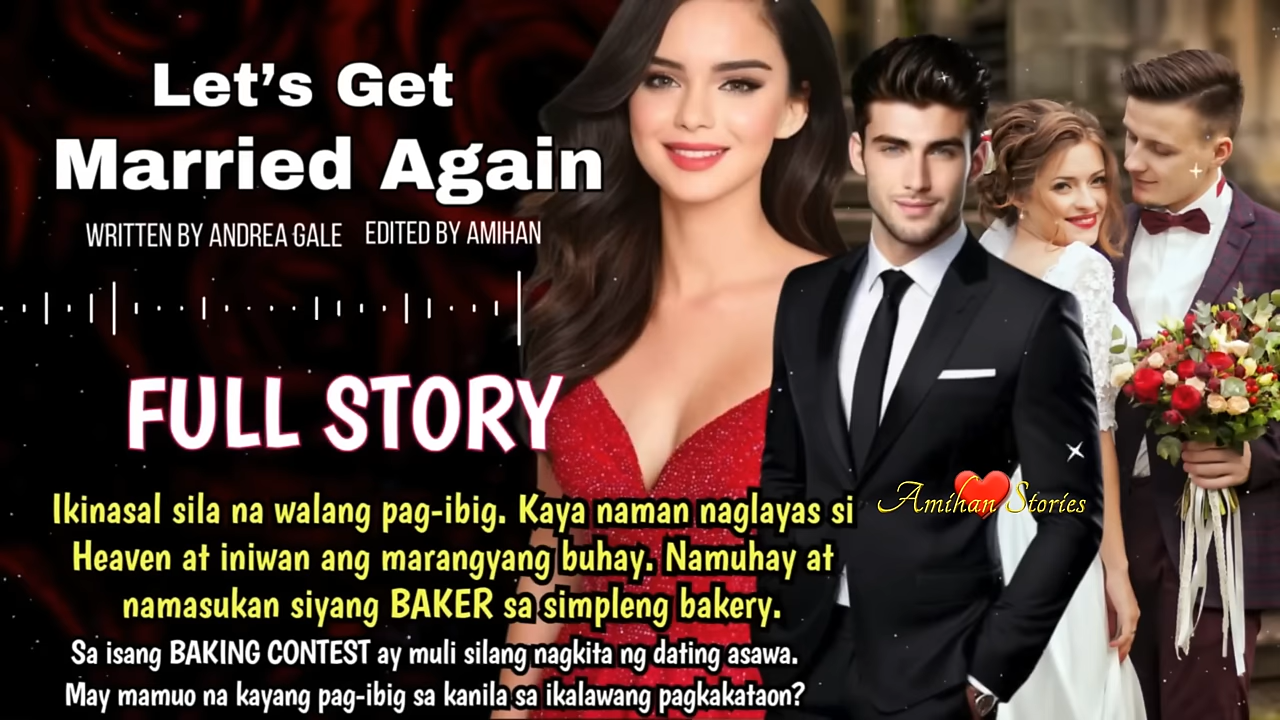 Let's Get
Married Again
WRITTEN BY ANDREA GALE EDITED BY AMIHAN
FULL STORY
Ikinasal sila na walang pag-ibig. Kaya naman naglayas si
Heaven at iniwan ang marangyang buhay. Namuhay at
namasukan siyang BAKER sa simpleng bakery.
Sa isang BAKING CONTEST ay muli silang nagkita ng dating asawa.
May mamuo na kayang pag-ibig sa kanila sa ikalawang pagkakataon?
Amihan Stories